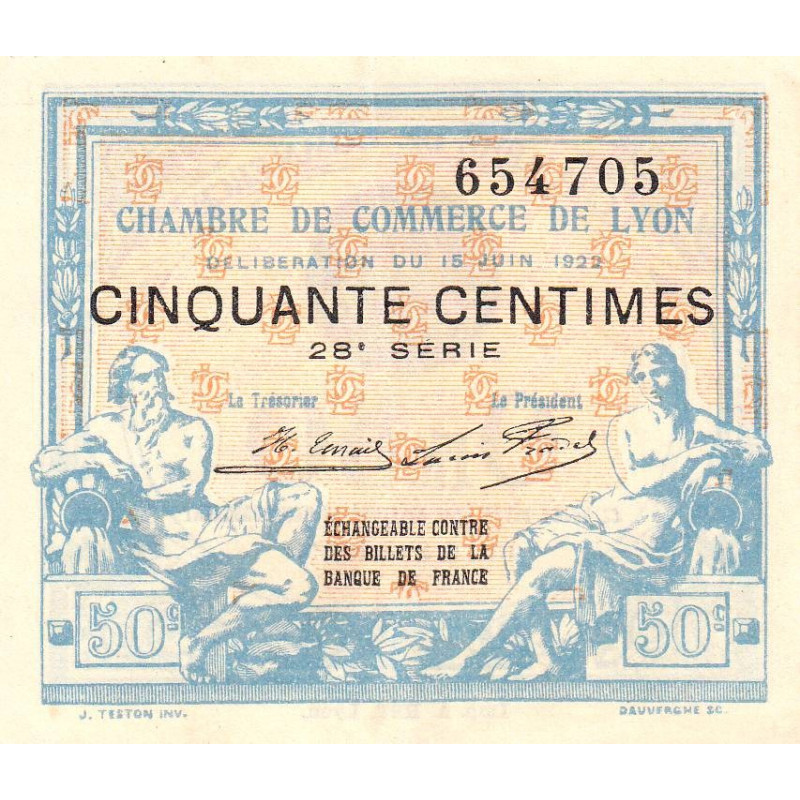 654705
CHAMBRE DE COMMERCE DE LYON
DÉLIBÉRATION DU 15 JUIN 1922
CINQUANTE CENTIMES
28e SÉRIE
Le Trésorier Le Président
ÉCHANGEABLE CONTRE
DES BILLETS DE LA
BANQUE DE FRANCE
50c 50c
J. TESTON INV. DAUVERGNE SC.